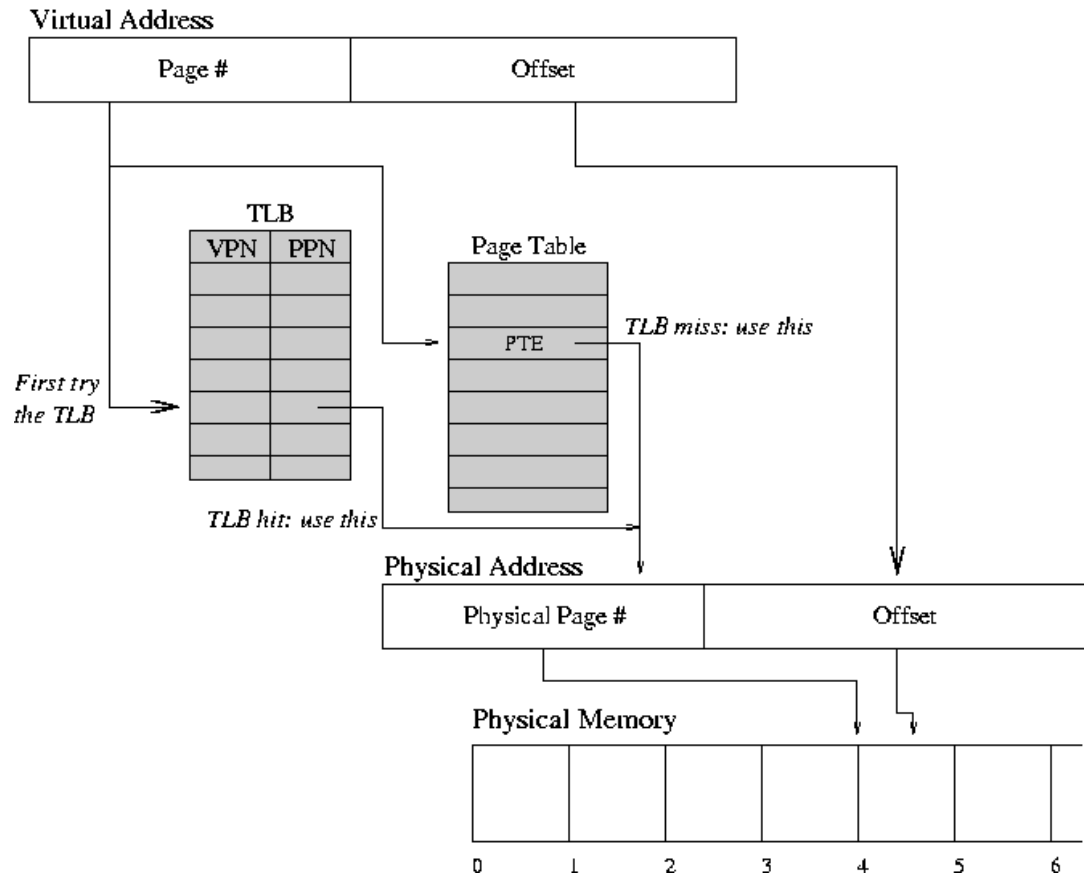 Virtual Address
Page #
Offset
TLB
VPN
PPN
Page Table
PTE
TLB miss: use this
First try
the TLB
TLB hit: use this
Physical Address
Physical Page #
Offset
Physical Memory
0
1
2
3
4
5
6